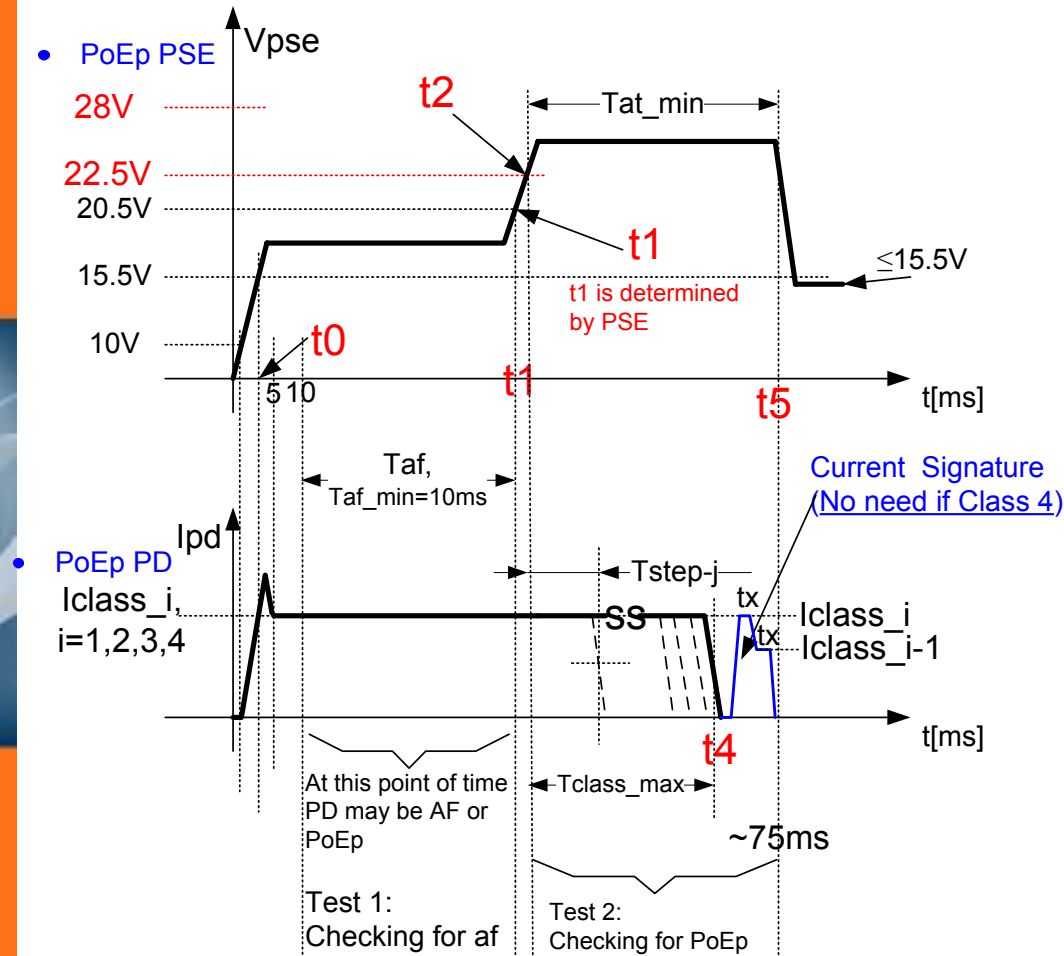 Vpse
• PoEp PSE
28V
t2
Tat_min
22.5V
20.5V
t1
≤15.5V
15.5V
t1 is determined
by PSE
10V
t0
5 10
t1
t5
t[ms]
Taf,
Taf_min=10ms
Current Signature
(No need if Class 4)
Ipd
• PoEp PD
Tstep-j
Iclass_i,
i=1,2,3,4
SS
tx
Iclass_i
tx
Iclass_i-1
t4
t[ms]
At this point of time
PD may be AF or
PoEp
Tclass_max
~75ms
Test 1:
Checking for af
Test 2:
Checking for PoEp